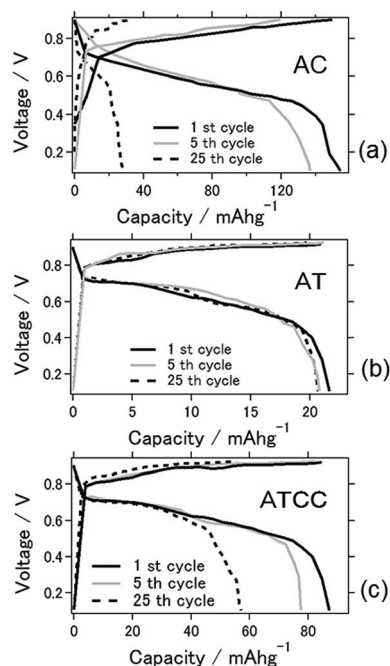 0.8
0.6
0.4
0.2
Voltage / V
AC
1 st cycle
5 th cycle
25 th cycle
(a)
0 40 80 120
Capacity / mAhg⁻¹
0.8
0.6
0.4
0.2
Voltage / V
AT
1 st cycle
5 th cycle
25 th cycle
(b)
0 5 10 15 20
Capacity / mAhg⁻¹
0.8
0.6
0.4
0.2
Voltage / V
ATCC
1 st cycle
5 th cycle
25 th cycle
(c)
0 20 40 60 80
Capacity / mAhg⁻¹